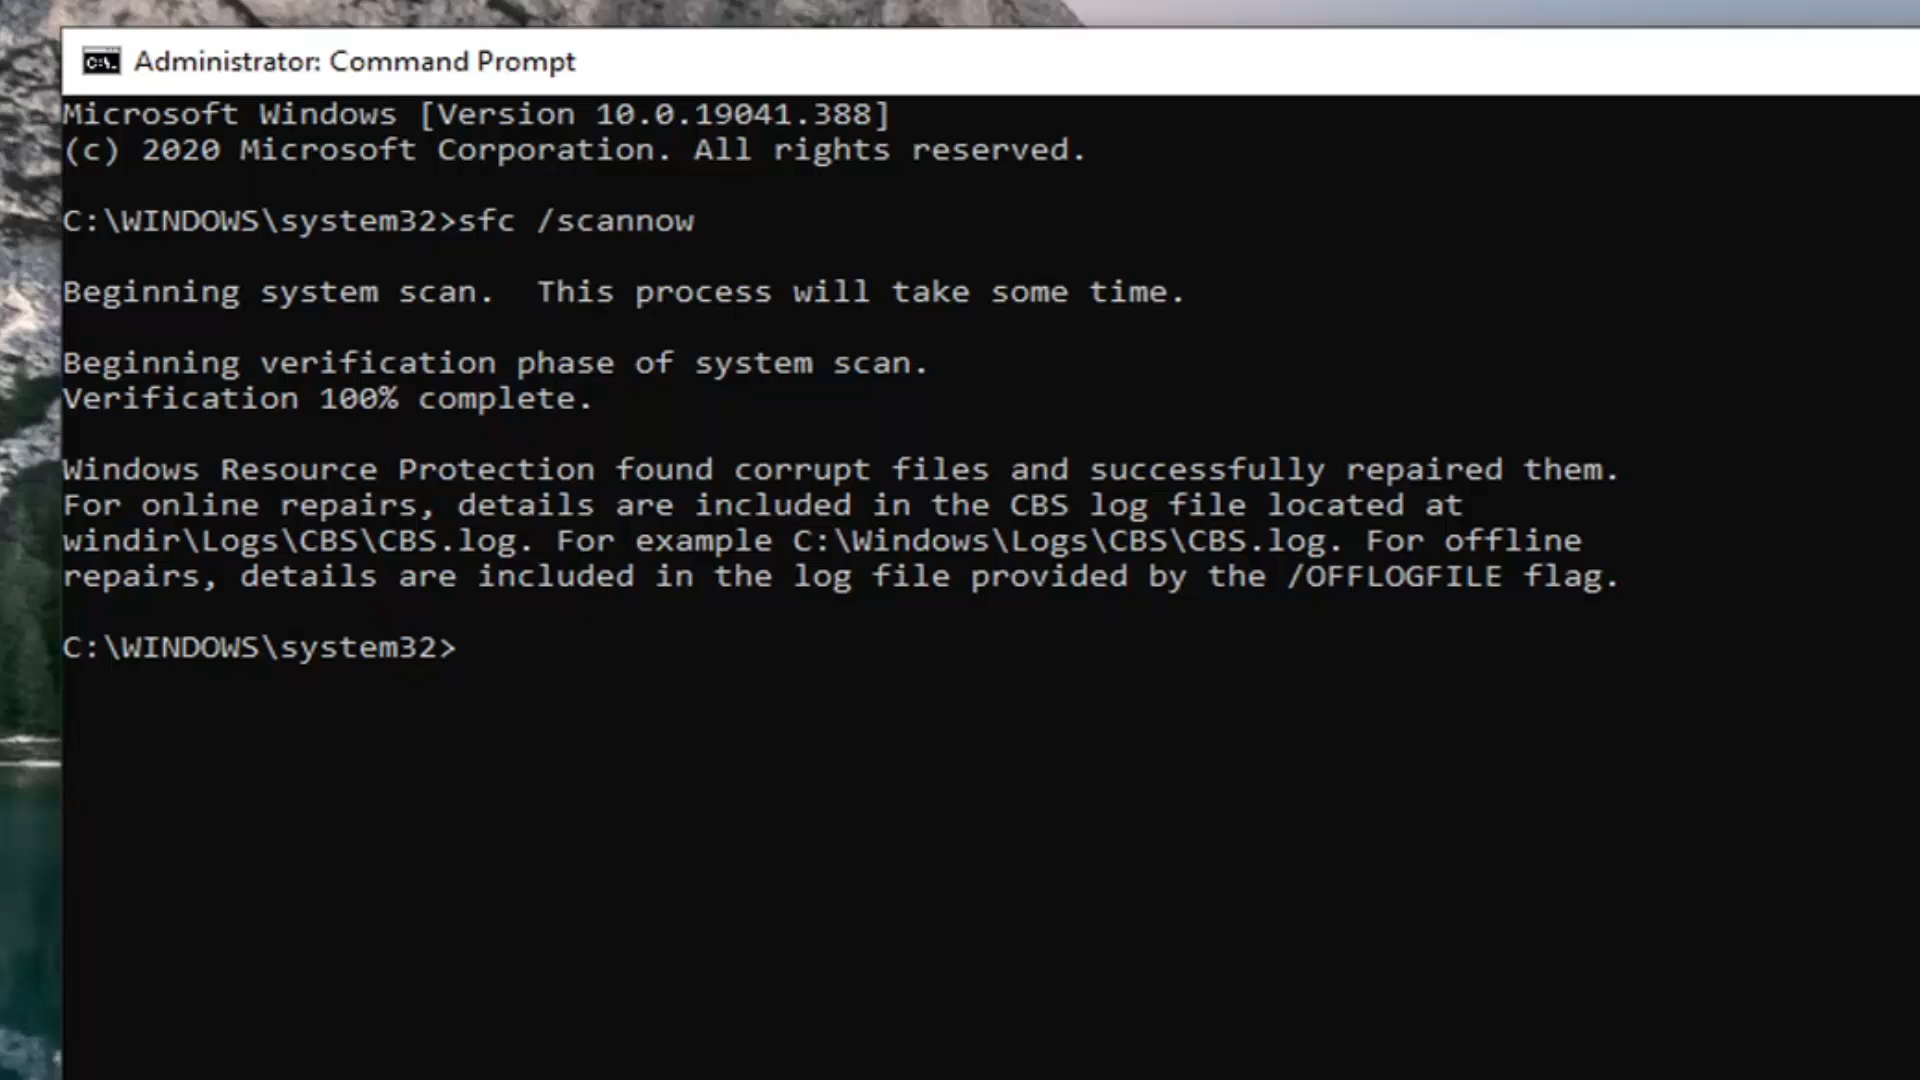 Administrator: Command Prompt
Microsoft Windows [Version 10.0.19041.388]
(c) 2020 Microsoft Corporation. All rights reserved.
C:\WINDOWS\system32>sfc /scannow
Beginning system scan.  This process will take some time.
Beginning verification phase of system scan.
Verification 100% complete.
Windows Resource Protection found corrupt files and successfully repaired them.
For online repairs, details are included in the CBS log file located at
windir\Logs\CBS\CBS.log. For example C:\Windows\Logs\CBS\CBS.log. For offline
repairs, details are included in the log file provided by the /OFFLOGFILE flag.
C:\WINDOWS\system32>